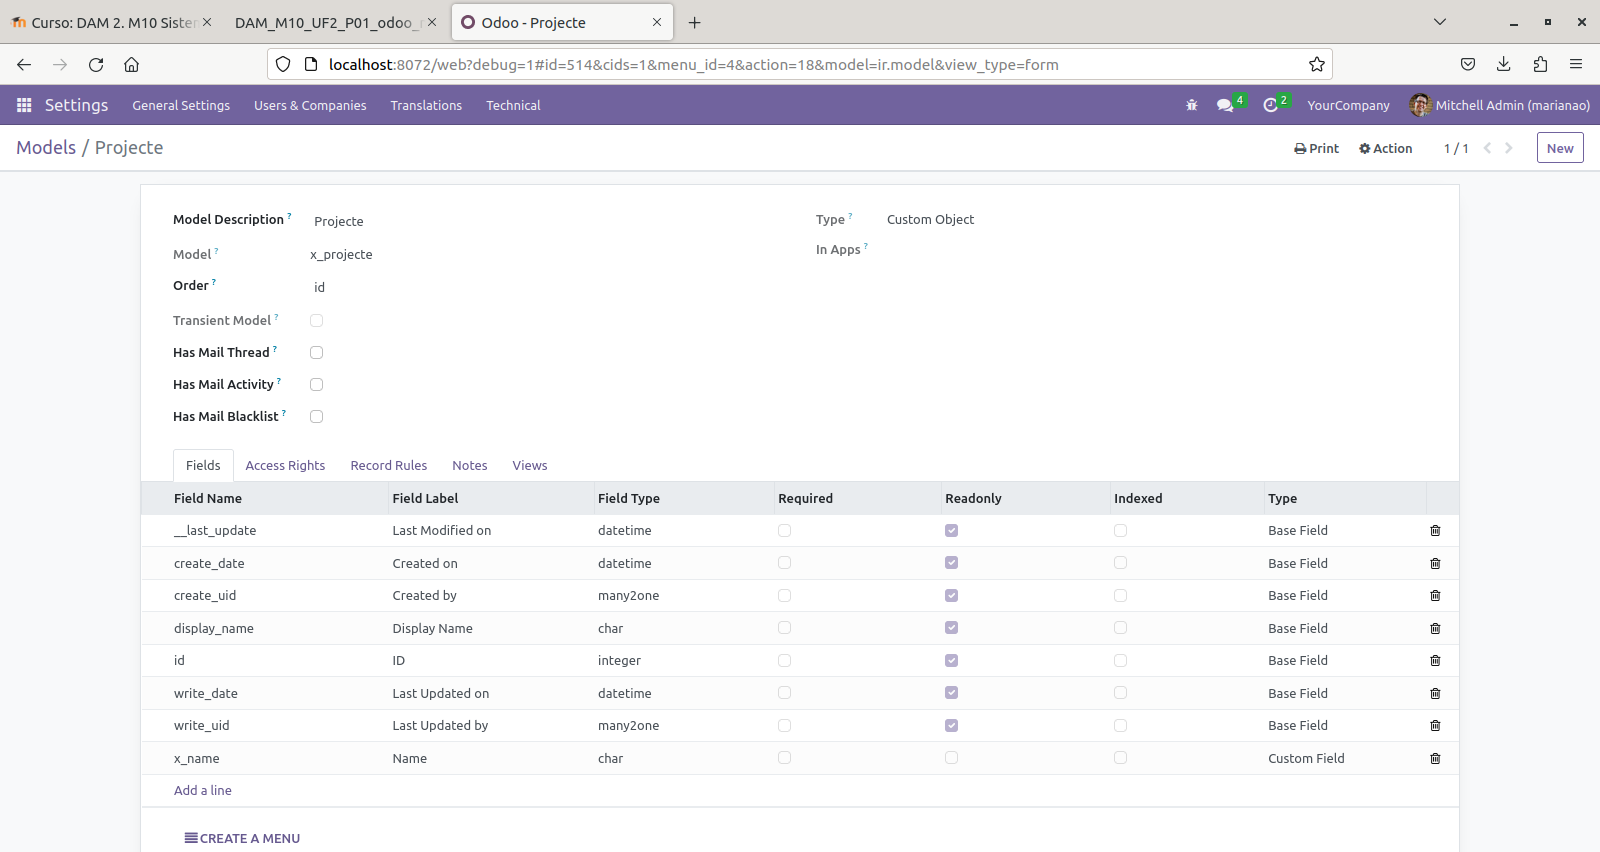 Curso: DAM 2. M10 Siste
DAM_M10_UF2_P01_odoo_
Odoo - Projecte
localhost:8072/web?debug=1#id=514&cids=1&menu_id=4&action=18&model=ir.model&view_type=form
Settings General Settings Users & Companies Translations Technical 4 2 YourCompany Mitchell Admin (marianao)
Models / Projecte Print Action 1 / 1 New
Model Description ? Projecte Type ? Custom Object
Model ? x_projecte In Apps ?
Order ? id
Transient Model ?
Has Mail Thread ?
Has Mail Activity ?
Has Mail Blacklist ?
Fields Access Rights Record Rules Notes Views
Field Name Field Label Field Type Required Readonly Indexed Type
__last_update Last Modified on datetime Base Field
create_date Created on datetime Base Field
create_uid Created by many2one Base Field
display_name Display Name char Base Field
id ID integer Base Field
write_date Last Updated on datetime Base Field
write_uid Last Updated by many2one Base Field
x_name Name char Custom Field
Add a line
CREATE A MENU